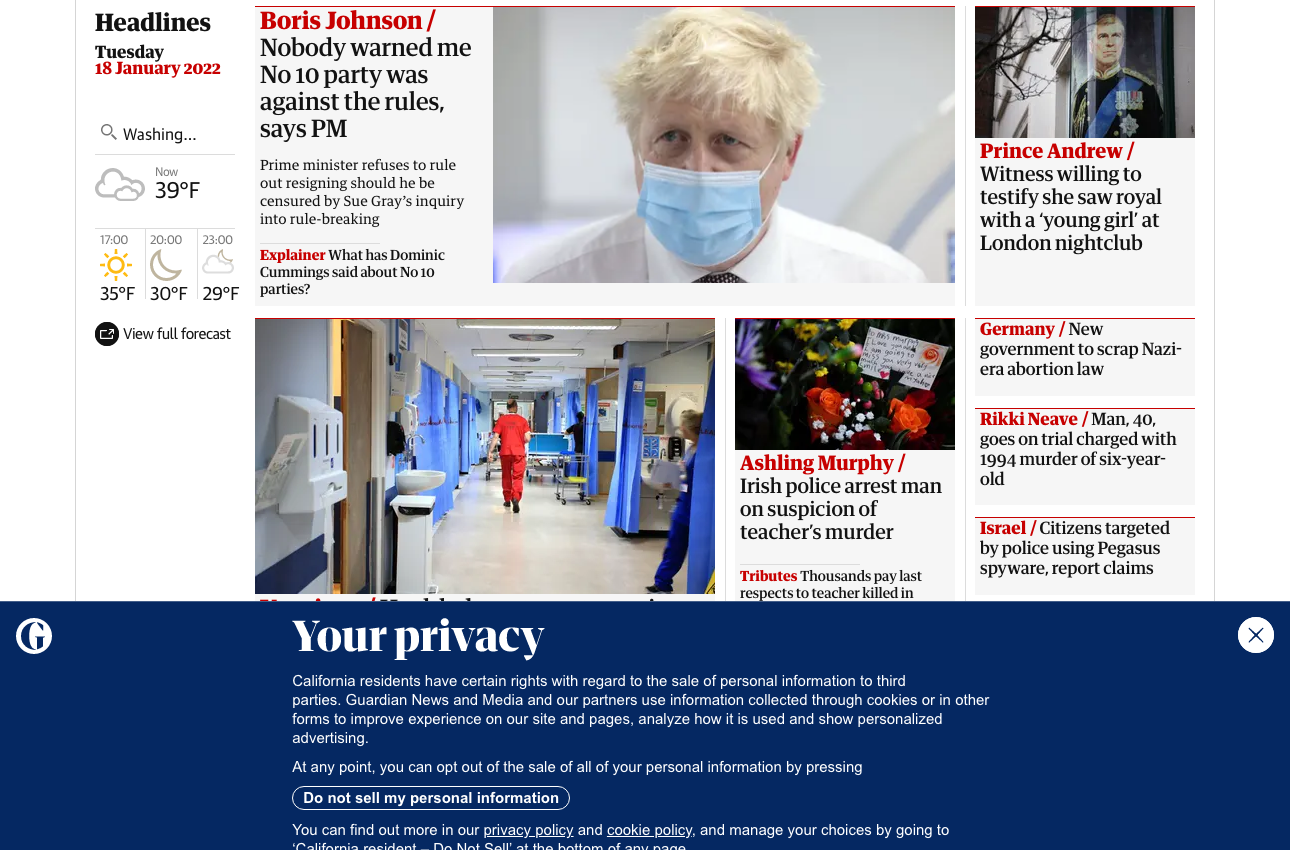 Headlines
Tuesday
18 January 2022
Washing...
Now
39°F
17:00
35°F
20:00
30°F
23:00
29°F
View full forecast
Boris Johnson /
Nobody warned me
No 10 party was
against the rules,
says PM
Prime minister refuses to rule
out resigning should he be
censured by Sue Gray's inquiry
into rule-breaking
Explainer What has Dominic
Cummings said about No 10
parties?
Prince Andrew /
Witness willing to
testify she saw royal
with a ‘young girl’ at
London nightclub
Ashling Murphy /
Irish police arrest man
on suspicion of
teacher’s murder
Tributes Thousands pay last
respects to teacher killed in
Germany / New
government to scrap Nazi-
era abortion law
Rikki Neave / Man, 40,
goes on trial charged with
1994 murder of six-year-
old
Israel / Citizens targeted
by police using Pegasus
spyware, report claims
Your privacy
California residents have certain rights with regard to the sale of personal information to third
parties. Guardian News and Media and our partners use information collected through cookies or in other
forms to improve experience on our site and pages, analyze how it is used and show personalized
advertising.
At any point, you can opt out of the sale of all of your personal information by pressing
Do not sell my personal information
You can find out more in our privacy policy and cookie policy, and manage your choices by going to
‘California resident – Do Not Sell’ at the bottom of any page.